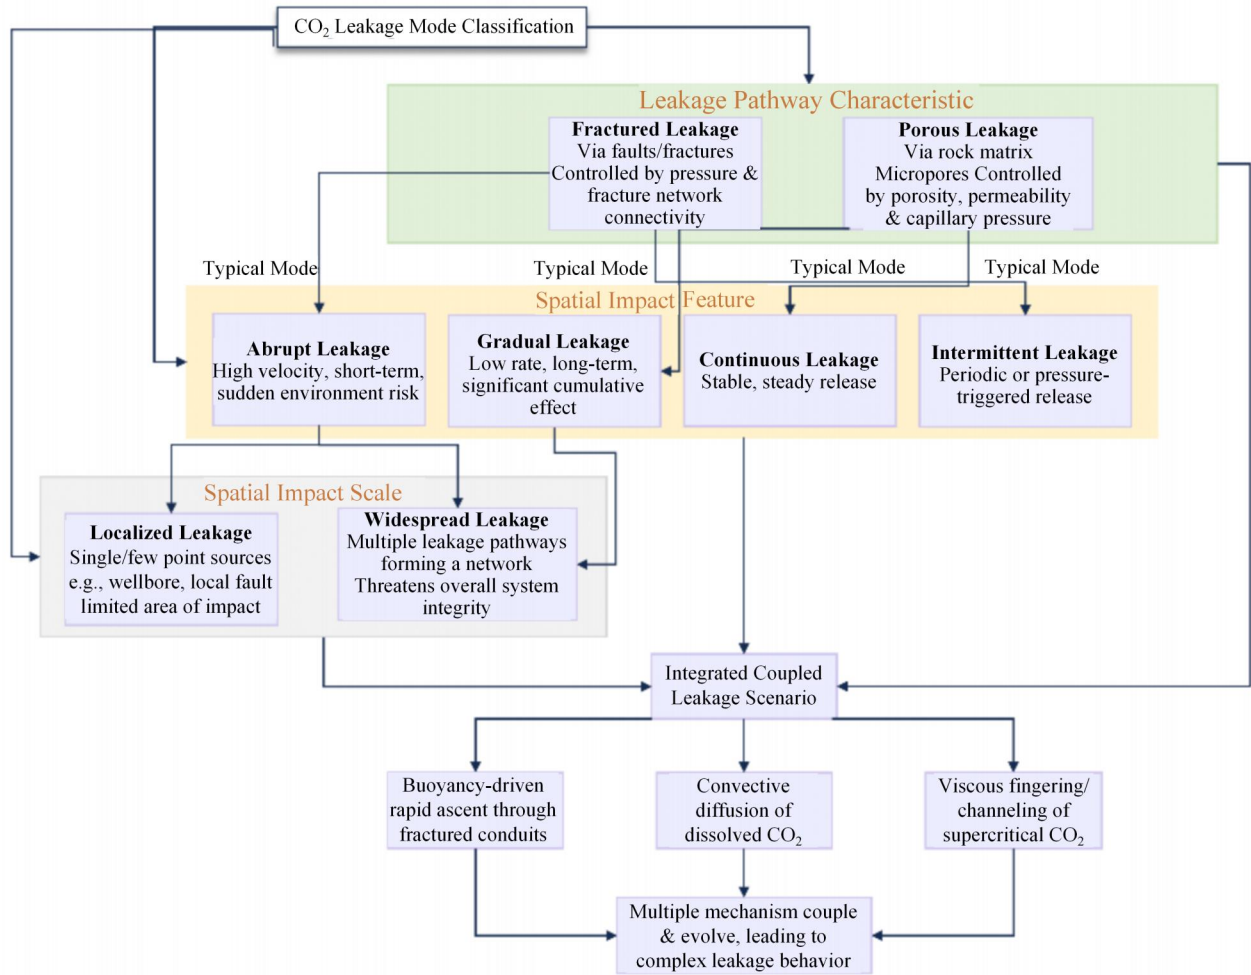 CO₂ Leakage Mode Classification
Leakage Pathway Characteristic
Fractured Leakage
Via faults/fractures
Controlled by pressure &
fracture network
connectivity
Porous Leakage
Via rock matrix
Micropores Controlled
by porosity, permeability
& capillary pressure
Typical Mode
Typical Mode
Typical Mode
Typical Mode
Spatial Impact Feature
Abrupt Leakage
High velocity, short-term,
sudden environment risk
Gradual Leakage
Low rate, long-term,
significant cumulative
effect
Continuous Leakage
Stable, steady release
Intermittent Leakage
Periodic or pressure-
triggered release
Spatial Impact Scale
Localized Leakage
Single/few point sources
e.g., wellbore, local fault
limited area of impact
Widespread Leakage
Multiple leakage pathways
forming a network
Threatens overall system
integrity
Integrated Coupled
Leakage Scenario
Buoyancy-driven
rapid ascent through
fractured conduits
Convective
diffusion of
dissolved CO₂
Viscous fingering/
channeling of
supercritical CO₂
Multiple mechanism couple
& evolve, leading to
complex leakage behavior